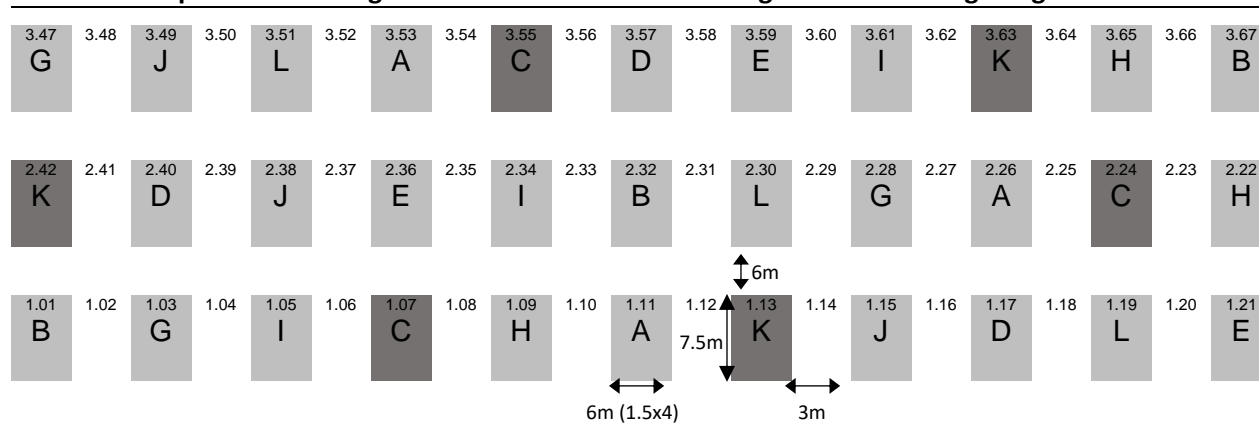 3.47 3.48 3.49 3.50 3.51 3.52 3.53 3.54 3.55 3.56 3.57 3.58 3.59 3.60 3.61 3.62 3.63 3.64 3.65 3.66 3.67
G J L A C D E I K H B
2.42 2.41 2.40 2.39 2.38 2.37 2.36 2.35 2.34 2.33 2.32 2.31 2.30 2.29 2.28 2.27 2.26 2.25 2.24 2.23 2.22
K D J E I B L G A C H
6m
1.01 1.02 1.03 1.04 1.05 1.06 1.07 1.08 1.09 1.10 1.11 1.12 1.13 1.14 1.15 1.16 1.17 1.18 1.19 1.20 1.21
B G I C H A K J D L E
7.5m
6m (1.5x4) 3m